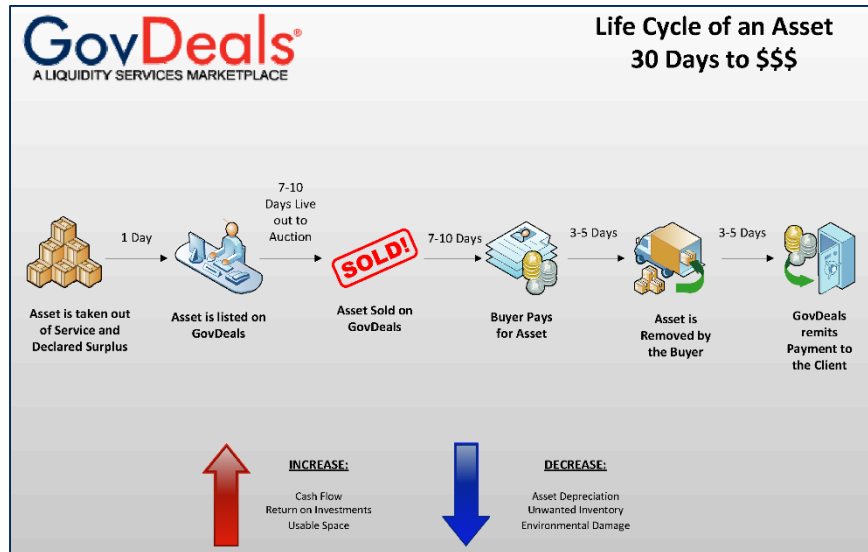 GovDeals®
A LIQUIDITY SERVICES MARKETPLACE
Life Cycle of an Asset
30 Days to $$$
1 Day
7-10
Days Live
out to
Auction
7-10 Days
3-5 Days
3-5 Days
Asset is taken out
of Service and
Declared Surplus
Asset is listed on
GovDeals
SOLD!
Asset Sold on
GovDeals
Buyer Pays
for Asset
Asset is
Removed by
the Buyer
GovDeals
remits
Payment to
the Client
INCREASE:
Cash Flow
Return on Investments
Usable Space
DECREASE:
Asset Depreciation
Unwanted Inventory
Environmental Damage